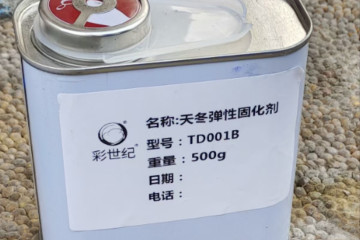 名称:天冬弹性固化剂
型号：TD001B
彩世纪
重量：500g
日期：
电话：